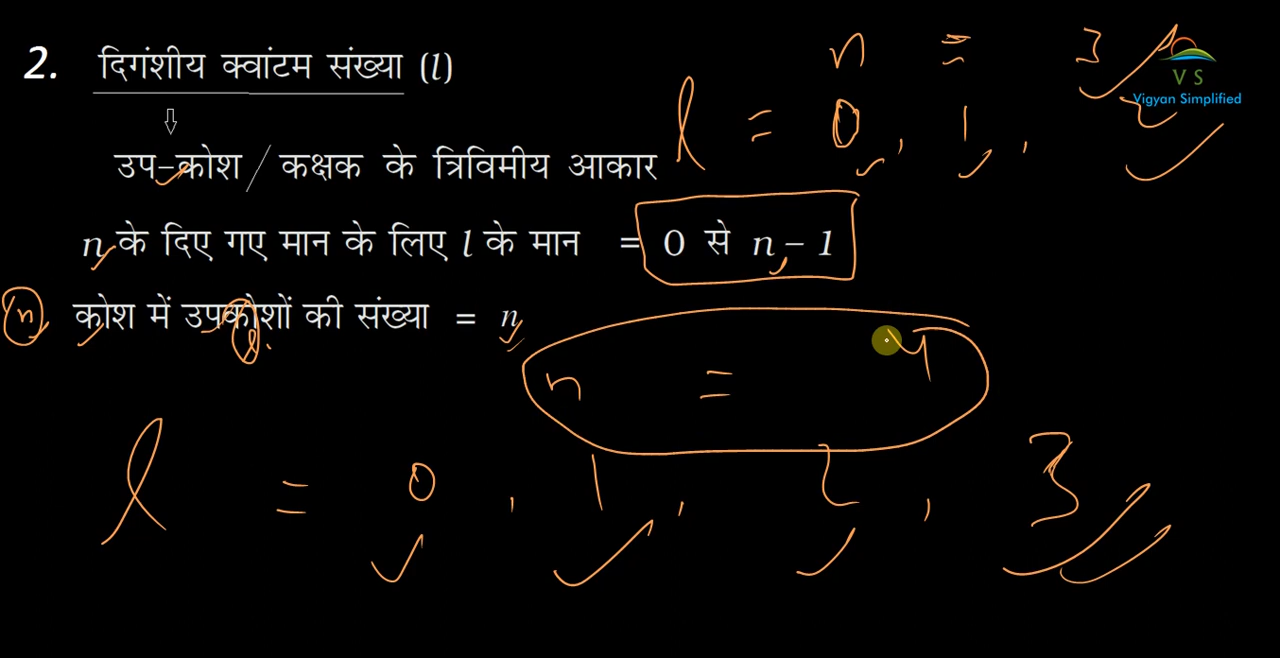 2. दिगंशीय क्वांटम संख्या (l)
n = 3
V S
Vigyan Simplified
l = 0, 1, 2
उप-कोश / कक्षक के त्रिविमीय आकार
n के दिए गए मान के लिए l के मान = 0 से n - 1
n कोश में उपकोशों की संख्या = n
l
n = 4
l = 0, 1, 2, 3